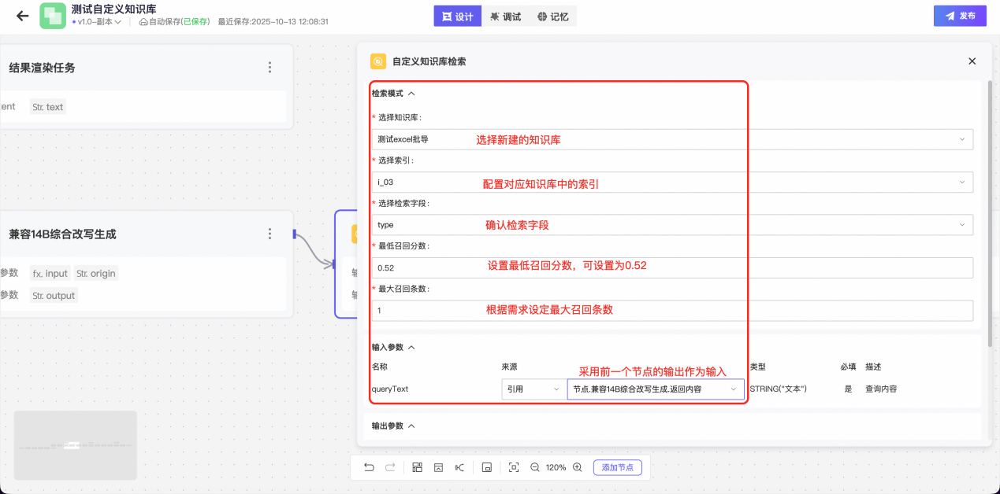 测试自定义知识库
v1.0-副本
自动保存(已保存)
最近保存:2025-10-13 12:08:31
设计
调试
记忆
发布
结果渲染任务
tent
Str. text
兼容14B综合改写生成
参数
fx. input
Str. origin
参数
Str. output
输
输
自定义知识库检索
检索模式
* 选择知识库:
测试excel批导
选择新建的知识库
* 选择索引:
i_03
配置对应知识库中的索引
* 选择检索字段:
type
确认检索字段
* 最低召回分数:
0.52
设置最低召回分数，可设置为0.52
* 最大召回条数:
1
根据需求设定最大召回条数
输入参数
采用前一个节点的输出作为输入
名称 来源 类型 必填 描述
queryText 引用 节点.兼容14B综合改写生成.返回内容 STRING("文本") 是 查询内容
输出参数
120%
添加节点